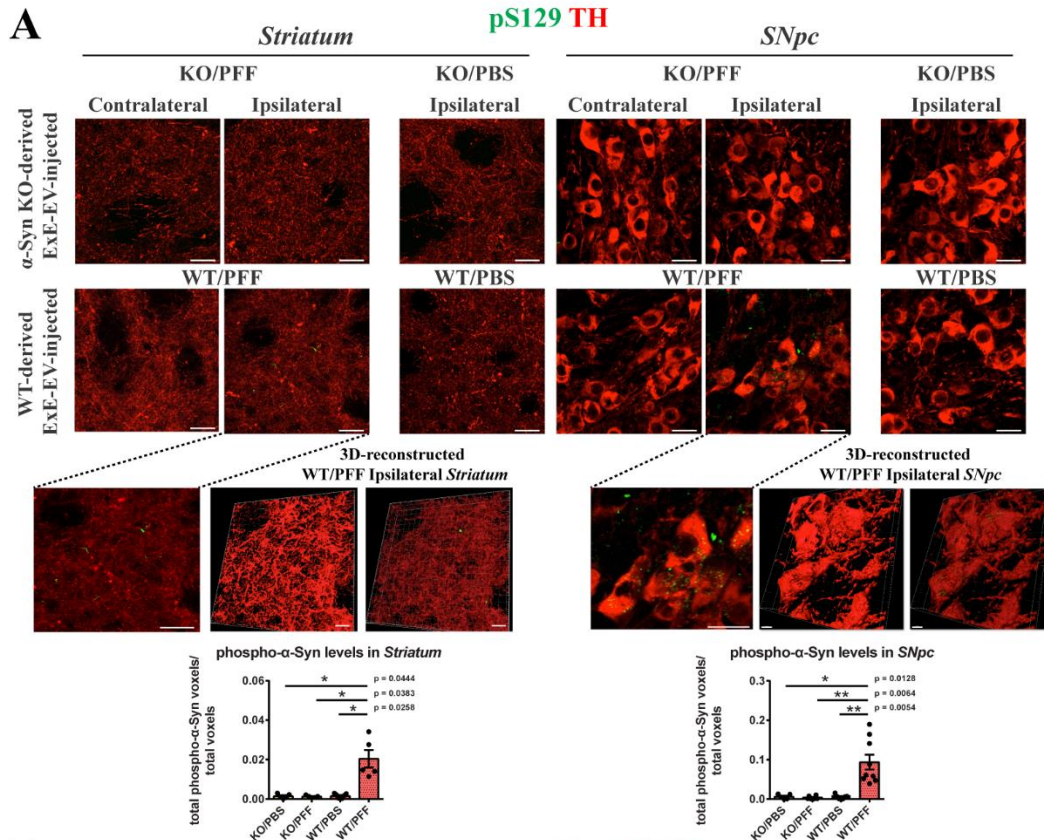 A
pS129 TH
Striatum
SNpc
KO/PFF
KO/PBS
KO/PFF
KO/PBS
Contralateral
Ipsilateral
Ipsilateral
Contralateral
Ipsilateral
Ipsilateral
α-Syn KO-derived
ExE-EV-injected
WT/PFF
WT/PBS
WT/PFF
WT/PBS
WT-derived
ExE-EV-injected
3D-reconstructed
WT/PFF Ipsilateral Striatum
3D-reconstructed
WT/PFF Ipsilateral SNpc
phospho-α-Syn levels in Striatum
total phospho-α-Syn voxels/
total voxels
0.06
0.04
0.02
0.00
* p = 0.0444
* p = 0.0383
* p = 0.0258
KO/PBS
KO/PFF
WT/PBS
WT/PFF
phospho-α-Syn levels in SNpc
total phospho-α-Syn voxels/
total voxels
0.3
0.2
0.1
0.0
* p = 0.0128
** p = 0.0064
** p = 0.0054
KO/PBS
KO/PFF
WT/PBS
WT/PFF